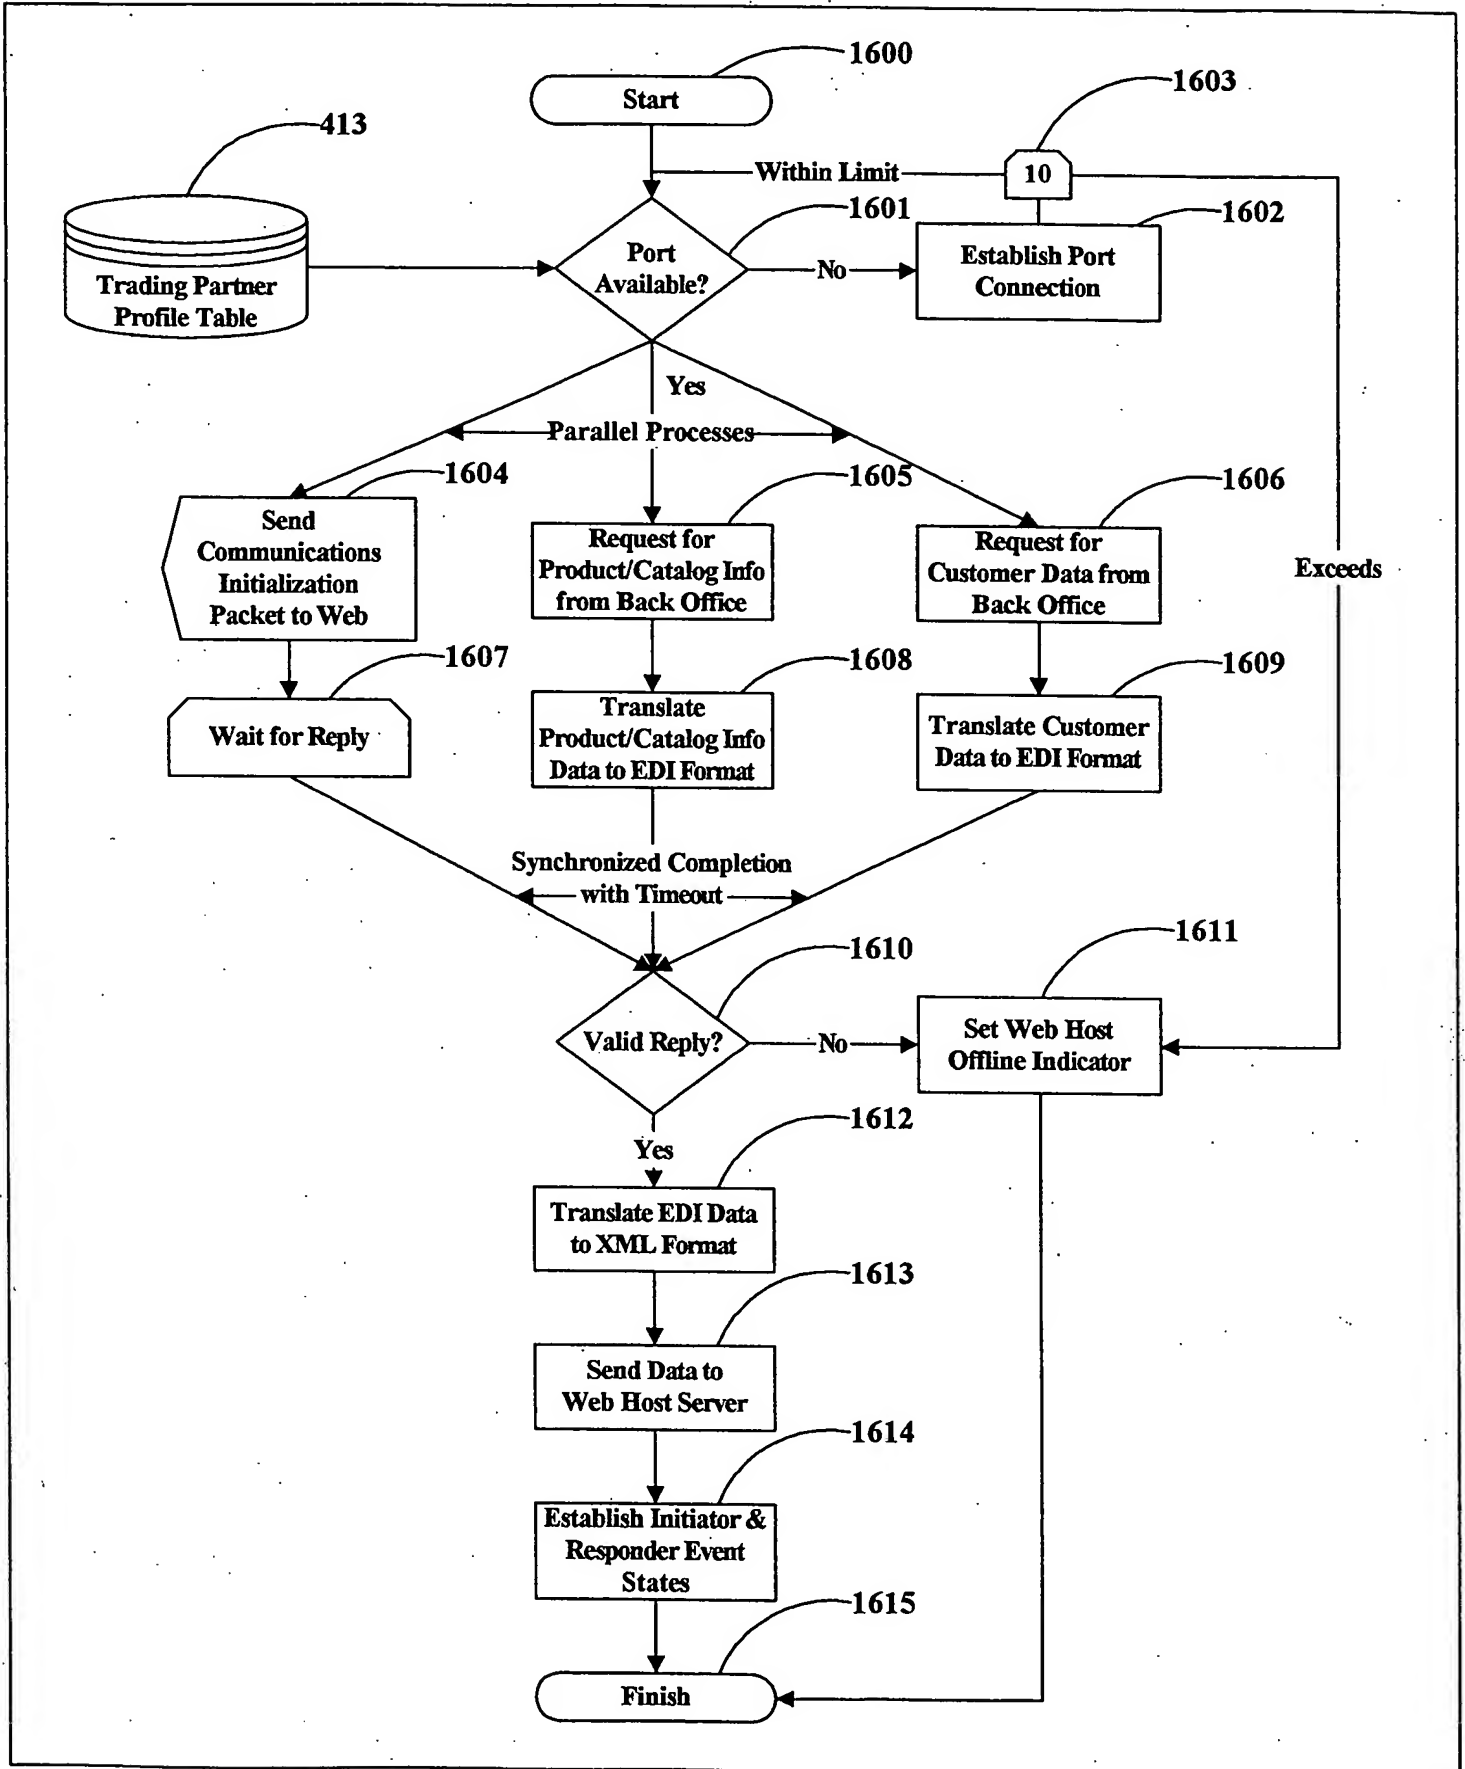 1600
Start
1603
413
Within Limit
10
1601
1602
Port
Available?
No
Establish Port
Connection
Trading Partner
Profile Table
Yes
Parallel Processes
1604
1605
1606
Send
Communications
Initialization
Packet to Web
Request for
Product/Catalog Info
from Back Office
Request for
Customer Data from
Back Office
Exceeds
1607
1608
1609
Wait for Reply
Translate
Product/Catalog Info
Data to EDI Format
Translate Customer
Data to EDI Format
Synchronized Completion
with Timeout
1610
1611
Valid Reply?
No
Set Web Host
Offline Indicator
1612
Yes
Translate EDI Data
to XML Format
1613
Send Data to
Web Host Server
1614
Establish Initiator &
Responder Event
States
1615
Finish